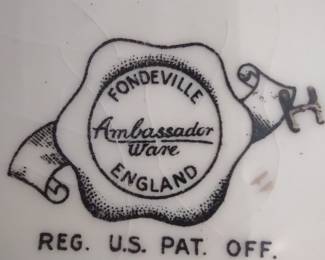 FONDEVILLE
Ambassador
Ware
ENGLAND
REG. U.S. PAT. OFF.